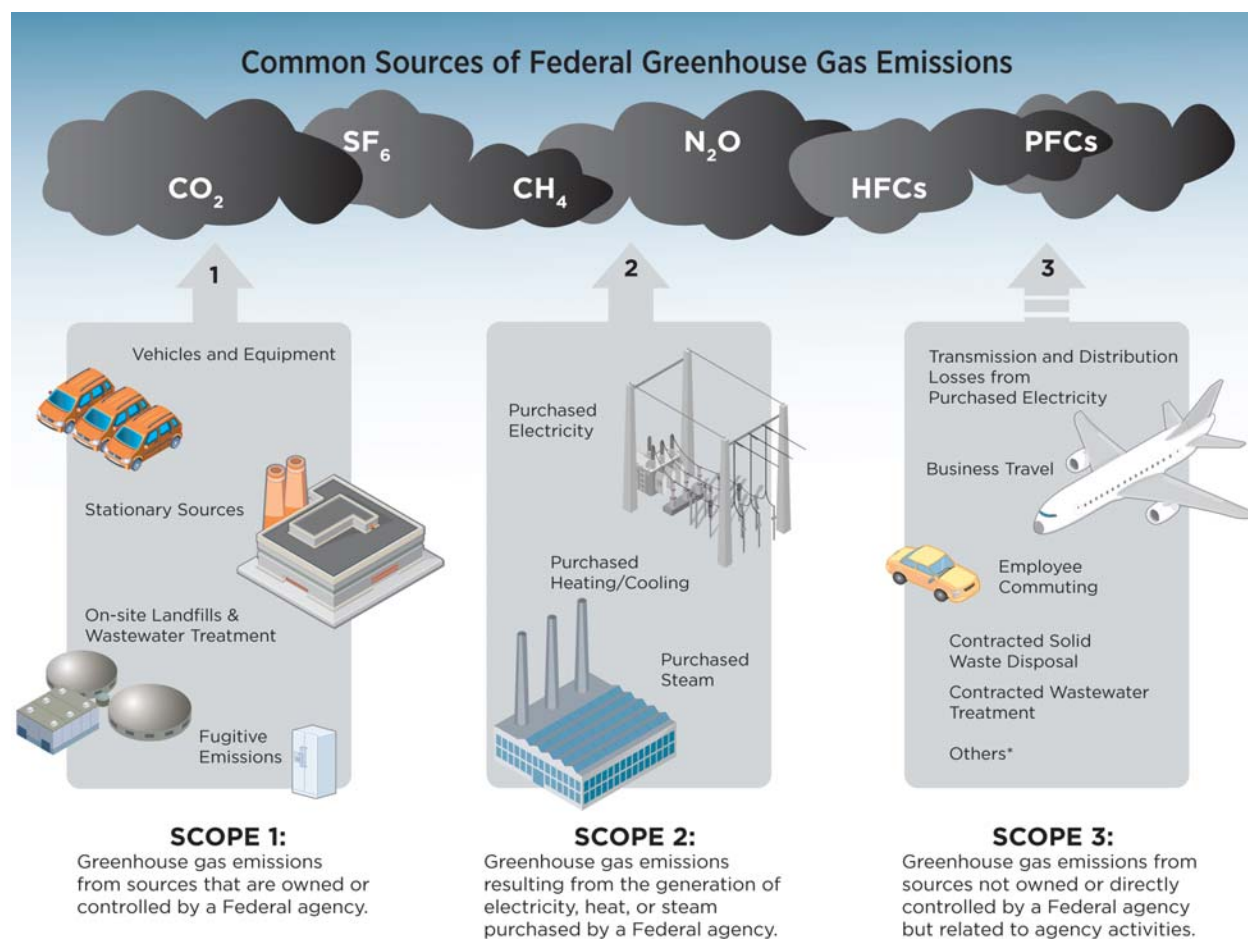 Common Sources of Federal Greenhouse Gas Emissions
CO₂
SF₆
CH₄
N₂O
HFCs
PFCs
1
Vehicles and Equipment
Stationary Sources
On-site Landfills &
Wastewater Treatment
Fugitive
Emissions
SCOPE 1:
Greenhouse gas emissions
from sources that are owned or
controlled by a Federal agency.
2
Purchased
Electricity
Purchased
Heating/Cooling
Purchased
Steam
SCOPE 2:
Greenhouse gas emissions
resulting from the generation of
electricity, heat, or steam
purchased by a Federal agency.
3
Transmission and Distribution
Losses from
Purchased Electricity
Business Travel
Employee
Commuting
Contracted Solid
Waste Disposal
Contracted Wastewater
Treatment
Others*
SCOPE 3:
Greenhouse gas emissions from
sources not owned or directly
controlled by a Federal agency
but related to agency activities.